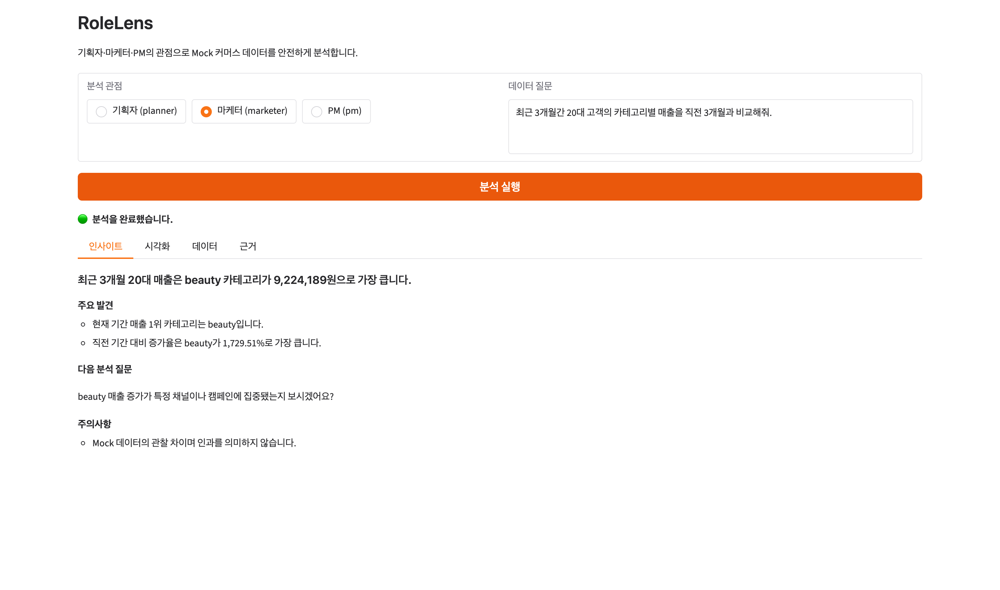 RoleLens
기획자·마케터·PM의 관점으로 Mock 커머스 데이터를 안전하게 분석합니다.
분석 관점
기획자 (planner)
마케터 (marketer)
PM (pm)
데이터 질문
최근 3개월간 20대 고객의 카테고리별 매출을 직전 3개월과 비교해줘.
분석 실행
분석을 완료했습니다.
인사이트
시각화
데이터
근거
최근 3개월 20대 매출은 beauty 카테고리가 9,224,189원으로 가장 큽니다.
주요 발견
현재 기간 매출 1위 카테고리는 beauty입니다.
직전 기간 대비 증가율은 beauty가 1,729.51%로 가장 큽니다.
다음 분석 질문
beauty 매출 증가가 특정 채널이나 캠페인에 집중됐는지 보시겠어요?
주의사항
Mock 데이터의 관찰 차이며 인과를 의미하지 않습니다.